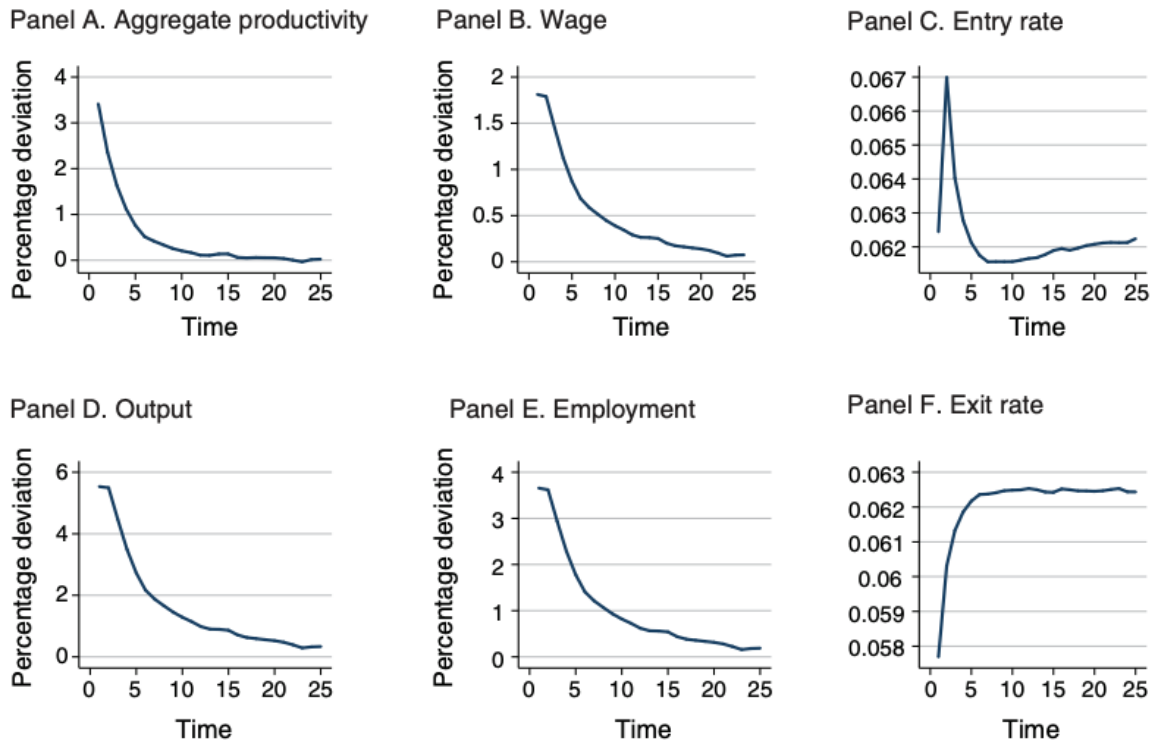 Panel A. Aggregate productivity
Percentage deviation
4
3
2
1
0
0 5 10 15 20 25
Time
Panel B. Wage
Percentage deviation
2
1.5
1
0.5
0
0 5 10 15 20 25
Time
Panel C. Entry rate
0.067
0.066
0.065
0.064
0.063
0.062
0 5 10 15 20 25
Time
Panel D. Output
Percentage deviation
6
4
2
0
0 5 10 15 20 25
Time
Panel E. Employment
Percentage deviation
4
3
2
1
0
0 5 10 15 20 25
Time
Panel F. Exit rate
0.063
0.062
0.061
0.06
0.059
0.058
0 5 10 15 20 25
Time